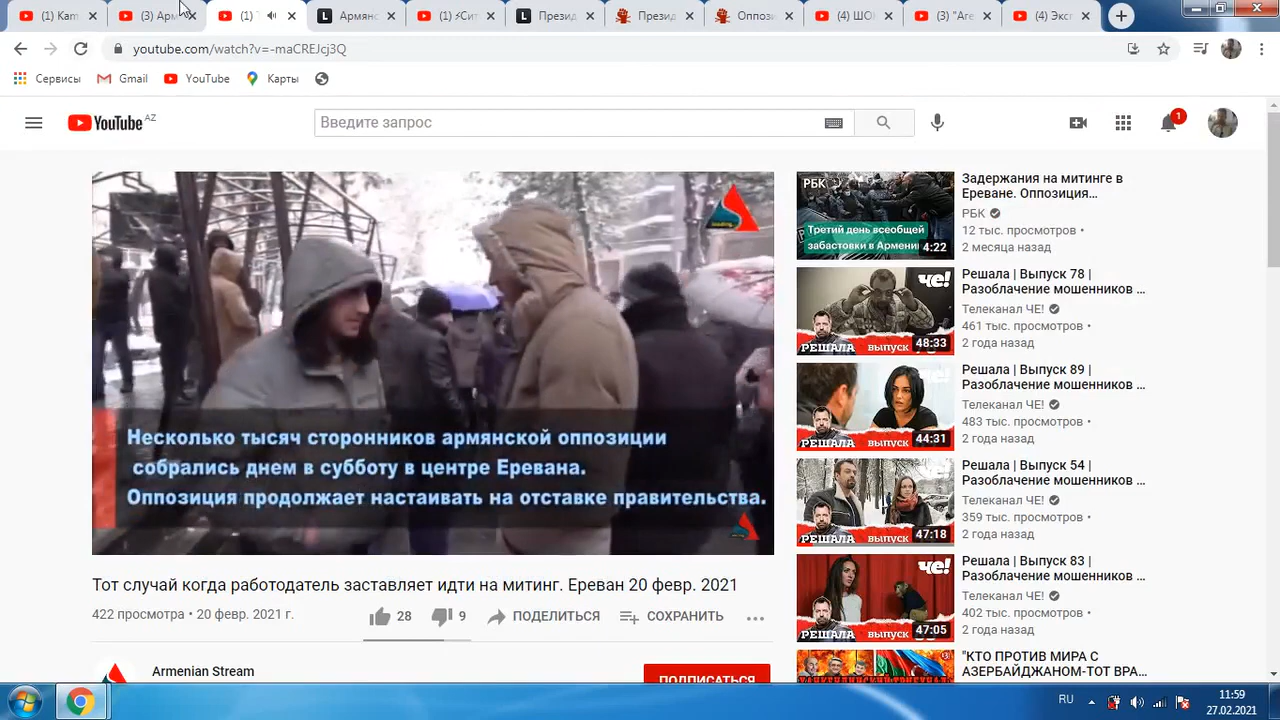 (1) Кап
(3) Арм
(1) Т
Армянс
(1) ⚡Сит
Презид
Презид
Оппоз
(4) ШО
(3) "Аге
(4) Эксп
youtube.com/watch?v=-maCREJcj3Q
Сервисы
Gmail
YouTube
Карты
YouTube AZ
Введите запрос
1
Несколько тысяч сторонников армянской оппозиции
собрались днем в субботу в центре Еревана.
Оппозиция продолжает настаивать на отставке правительства.
Тот случай когда работодатель заставляет идти на митинг. Ереван 20 февр. 2021
422 просмотра • 20 февр. 2021 г.
28
9
ПОДЕЛИТЬСЯ
СОХРАНИТЬ
Armenian Stream
ПОДПИСАТЬСЯ
РБК
Третий день всеобщей
забастовки в Армении
4:22
Задержания на митинге в
Ереване. Оппозиция...
РБК
12 тыс. просмотров •
2 месяца назад
че!
РЕШАЛА выпуск
48:33
Решала | Выпуск 78 |
Разоблачение мошенников ...
Телеканал ЧЕ!
461 тыс. просмотров •
2 года назад
РЕШАЛА выпуск
44:31
Решала | Выпуск 89 |
Разоблачение мошенников ...
Телеканал ЧЕ!
483 тыс. просмотров •
2 года назад
РЕШАЛА выпуск
47:18
Решала | Выпуск 54 |
Разоблачение мошенников ...
Телеканал ЧЕ!
359 тыс. просмотров •
2 года назад
че!
РЕШАЛА выпуск
47:05
Решала | Выпуск 83 |
Разоблачение мошенников ...
Телеканал ЧЕ!
402 тыс. просмотров •
2 года назад
"КТО ПРОТИВ МИРА С
АЗЕРБАЙДЖАНОМ-ТОТ ВРА...
RU
11:59
27.02.2021